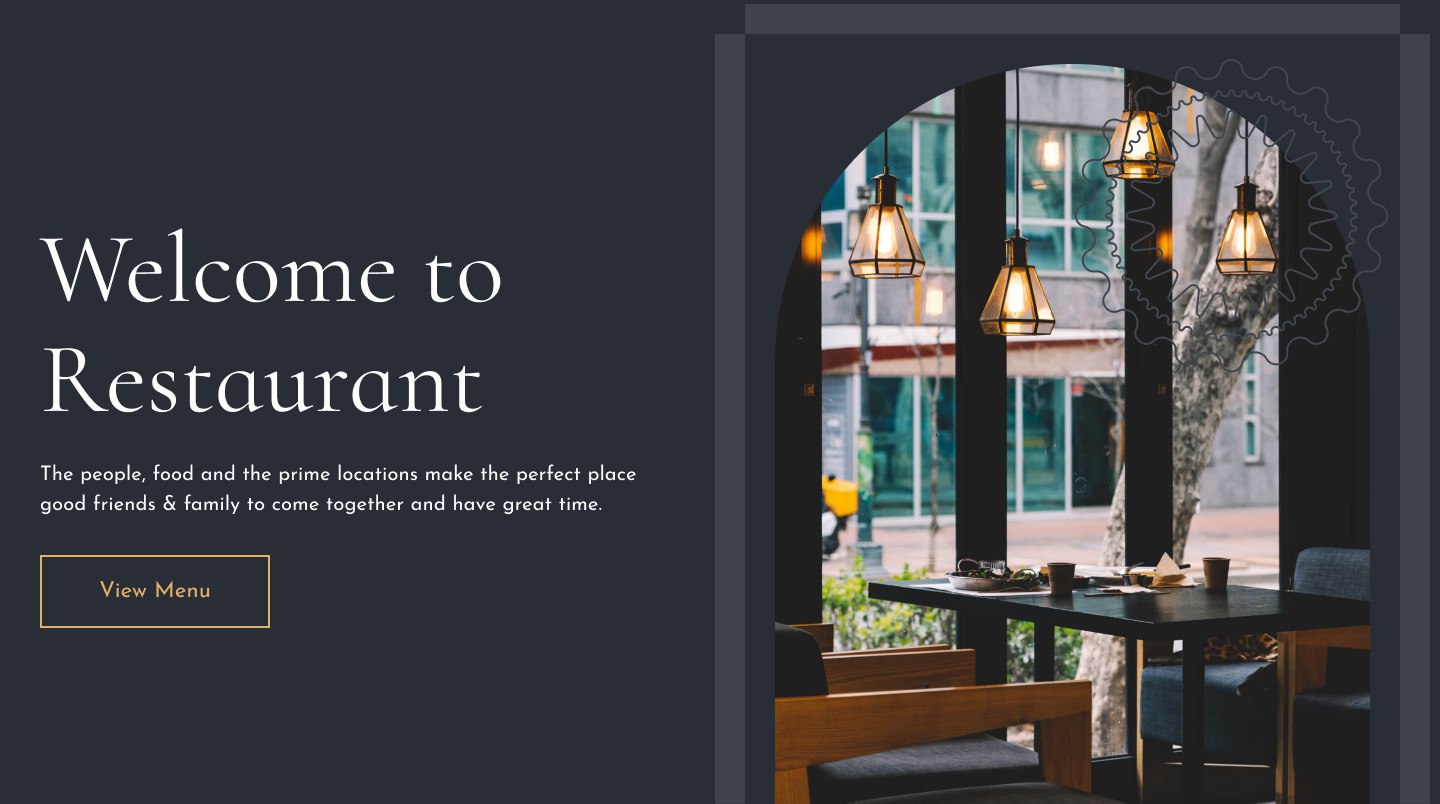 Welcome to
Restaurant
The people, food and the prime locations make the perfect place
good friends & family to come together and have great time.
View Menu